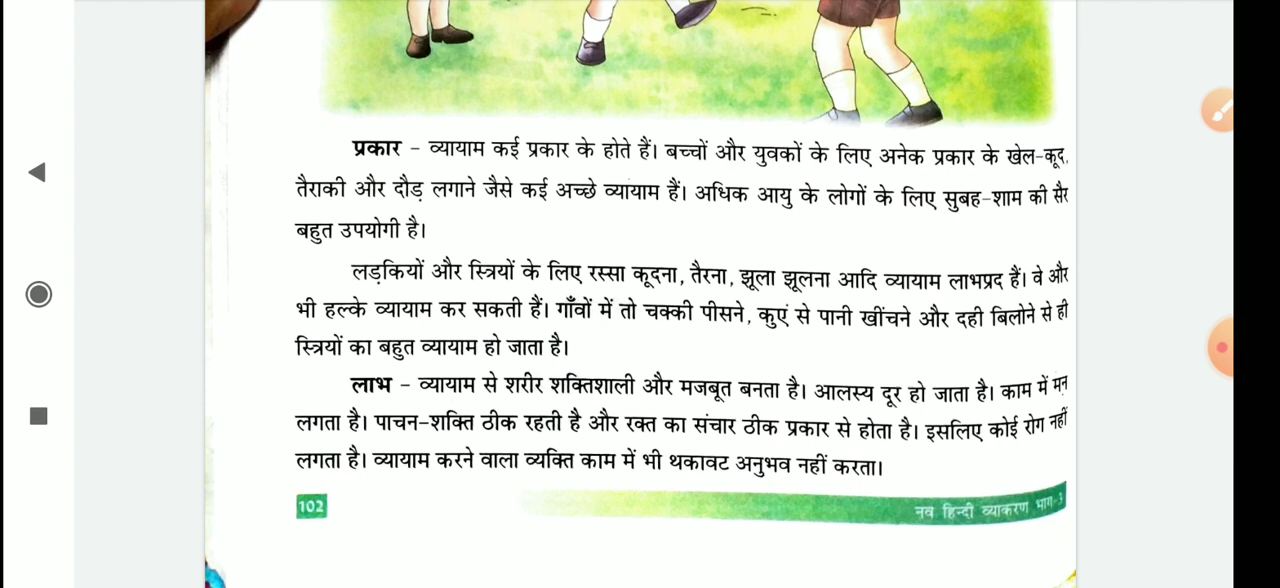 प्रकार – व्यायाम कई प्रकार के होते हैं। बच्चों और युवकों के लिए अनेक प्रकार के खेल-कूद,
तैराकी और दौड़ लगाने जैसे कई अच्छे व्यायाम हैं। अधिक आयु के लोगों के लिए सुबह-शाम की सैर
बहुत उपयोगी है।
लड़कियों और स्त्रियों के लिए रस्सा कूदना, तैरना, झूला झूलना आदि व्यायाम लाभप्रद हैं। वे और
भी हल्के व्यायाम कर सकती हैं। गाँवों में तो चक्की पीसने, कुएं से पानी खींचने और दही बिलोने से ही
स्त्रियों का बहुत व्यायाम हो जाता है।
लाभ – व्यायाम से शरीर शक्तिशाली और मजबूत बनता है। आलस्य दूर हो जाता है। काम में मन
लगता है। पाचन-शक्ति ठीक रहती है और रक्त का संचार ठीक प्रकार से होता है। इसलिए कोई रोग नहीं
लगता है। व्यायाम करने वाला व्यक्ति काम में भी थकावट अनुभव नहीं करता।
102
नव हिन्दी व्याकरण भाग-3